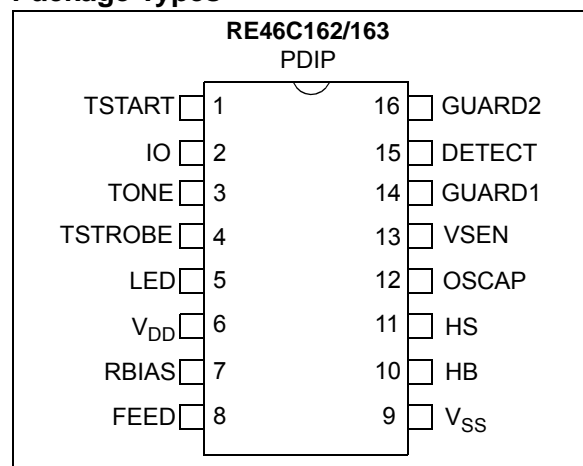 Package Types
RE46C162/163
PDIP
TSTART 1 16 GUARD2
IO 2 15 DETECT
TONE 3 14 GUARD1
TSTROBE 4 13 VSEN
LED 5 12 OSCAP
VDD 6 11 HS
RBIAS 7 10 HB
FEED 8 9 VSS